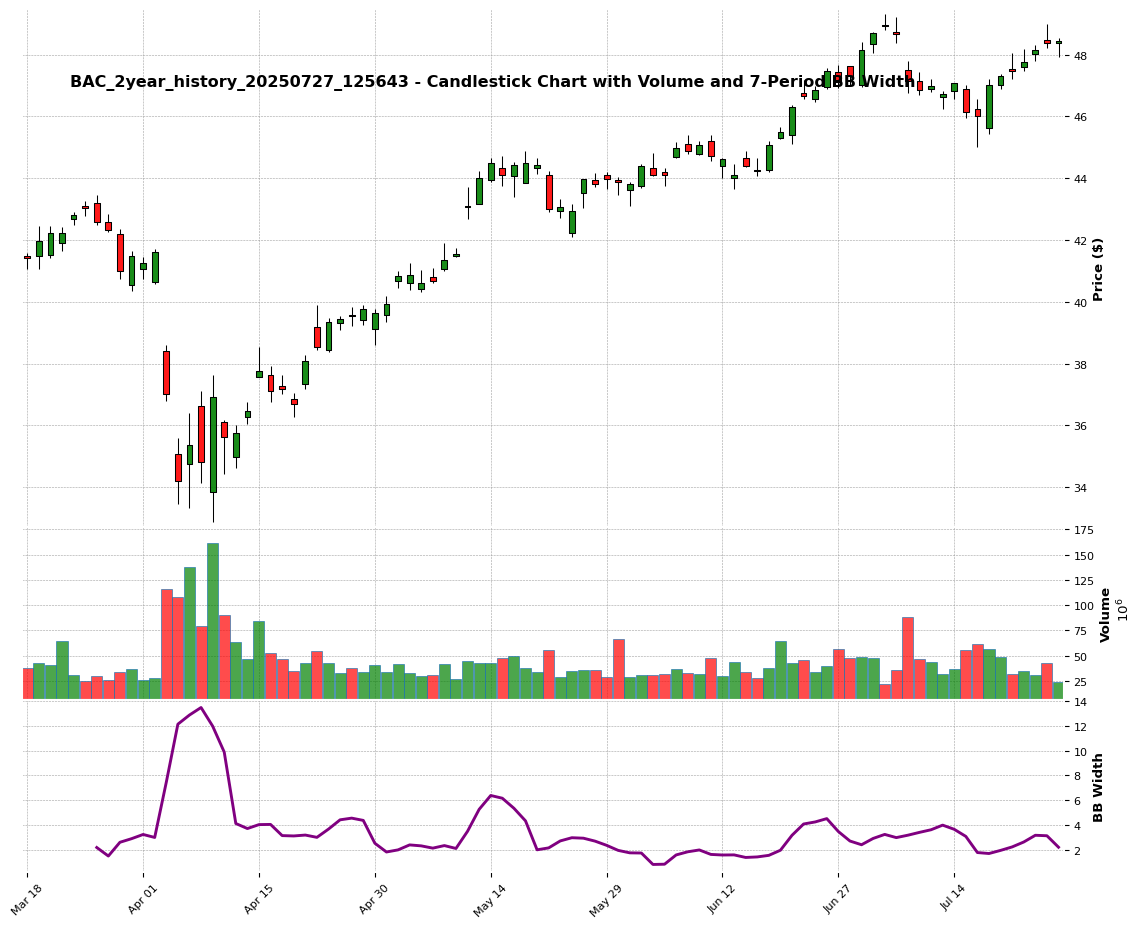 BAC_2year_history_20250727_125643 - Candlestick Chart with Volume and 7-Period BB Width
48
46
44
42
40
38
36
34
Price ($)
175
150
125
100
75
50
25
Volume
10^6
14
12
10
8
6
4
2
BB Width
Mar 18
Apr 01
Apr 15
Apr 30
May 14
May 29
Jun 12
Jun 27
Jul 14